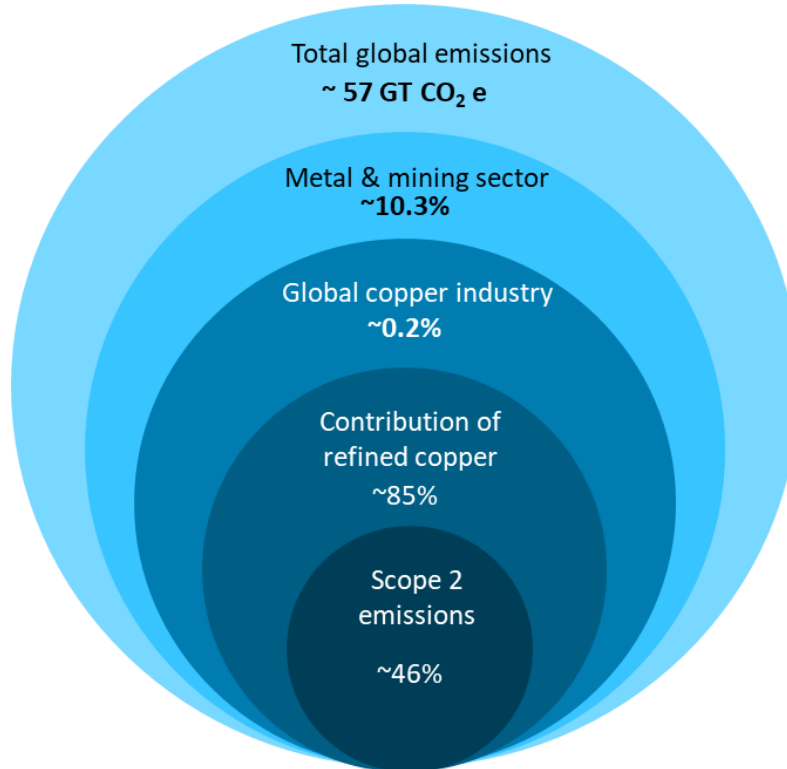 Total global emissions
~ 57 GT CO₂ e
Metal & mining sector
~10.3%
Global copper industry
~0.2%
Contribution of
refined copper
~85%
Scope 2
emissions
~46%